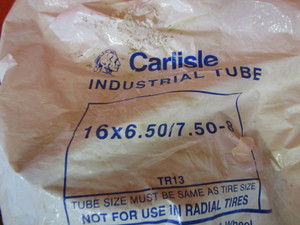 Carlisle
INDUSTRIAL TUBE
16x6.50/7.50-8
TR13
TUBE SIZE MUST BE SAME AS TIRE SIZE
NOT FOR USE IN RADIAL TIRES
wheel